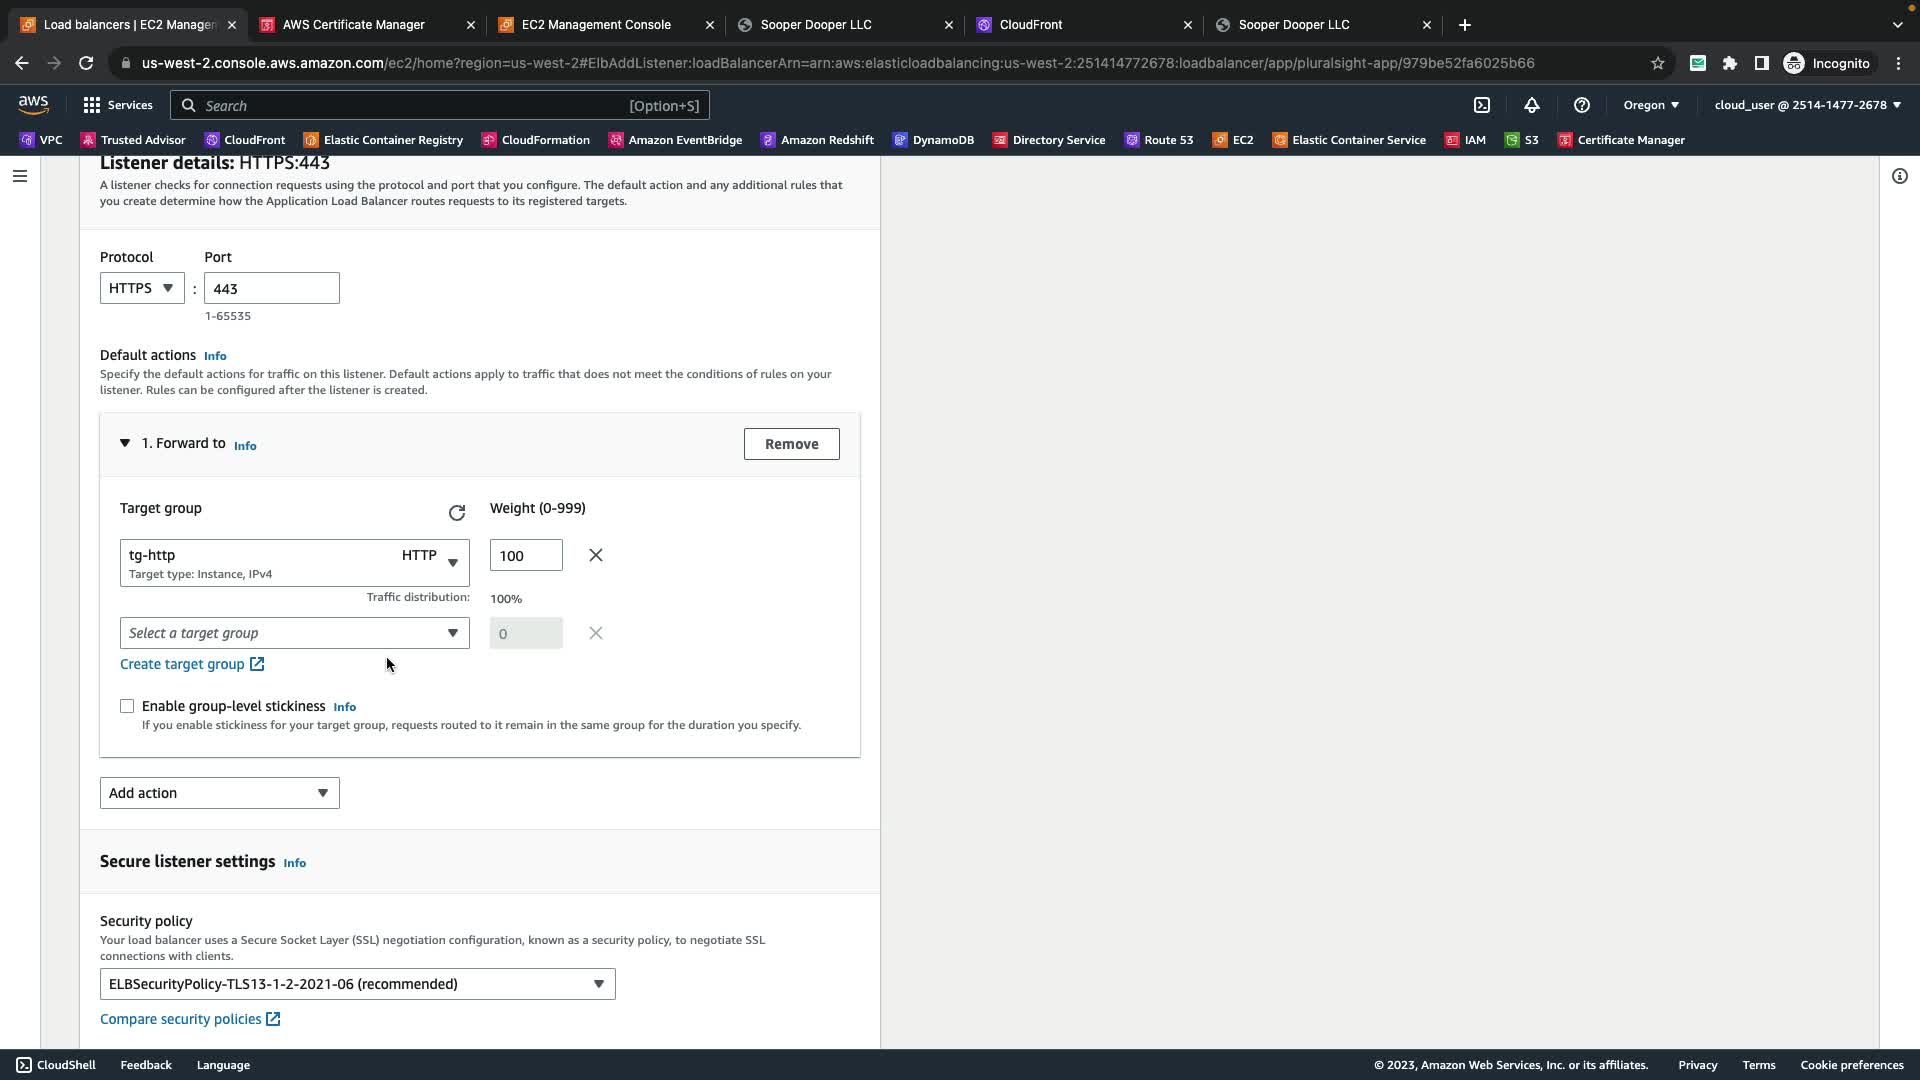 Load balancers | EC2 Manage
AWS Certificate Manager
EC2 Management Console
Sooper Dooper LLC
CloudFront
Sooper Dooper LLC
us-west-2.console.aws.amazon.com/ec2/home?region=us-west-2#ElbAddListener:loadBalancerArn=arn:aws:elasticloadbalancing:us-west-2:251414772678:loadbalancer/app/pluralsight-app/979be52fa6025b66
Incognito
aws
Services
Search
[Option+S]
Oregon
cloud_user @ 2514-1477-2678
VPC
Trusted Advisor
CloudFront
Elastic Container Registry
CloudFormation
Amazon EventBridge
Amazon Redshift
DynamoDB
Directory Service
Route 53
EC2
Elastic Container Service
IAM
S3
Certificate Manager
Listener details: HTTPS:443
A listener checks for connection requests using the protocol and port that you configure. The default action and any additional rules that
you create determine how the Application Load Balancer routes requests to its registered targets.
Protocol
Port
HTTPS
:
443
1-65535
Default actions Info
Specify the default actions for traffic on this listener. Default actions apply to traffic that does not meet the conditions of rules on your
listener. Rules can be configured after the listener is created.
1. Forward to Info
Remove
Target group
Weight (0-999)
tg-http
HTTP
Target type: Instance, IPv4
100
Traffic distribution:
100%
Select a target group
0
Create target group
Enable group-level stickiness Info
If you enable stickiness for your target group, requests routed to it remain in the same group for the duration you specify.
Add action
Secure listener settings Info
Security policy
Your load balancer uses a Secure Socket Layer (SSL) negotiation configuration, known as a security policy, to negotiate SSL
connections with clients.
ELBSecurityPolicy-TLS13-1-2-2021-06 (recommended)
Compare security policies
CloudShell
Feedback
Language
© 2023, Amazon Web Services, Inc. or its affiliates.
Privacy
Terms
Cookie preferences